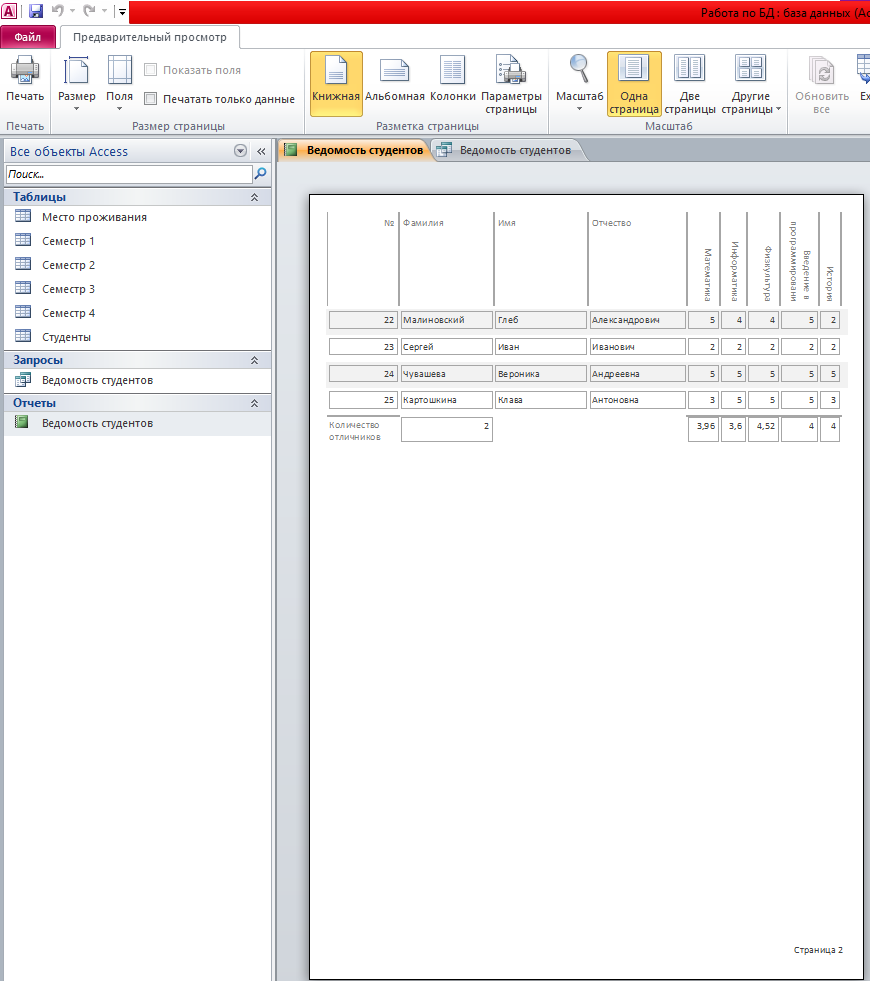 Работа по БД : база данных (Ac
Файл
Предварительный просмотр
Печать
Размер
Поля
Показать поля
Печатать только данные
Книжная
Альбомная
Колонки
Параметры страницы
Масштаб
Одна страница
Две страницы
Другие страницы
Обновить все
Ex
Печать
Размер страницы
Разметка страницы
Масштаб
Все объекты Access
Поиск...
Таблицы
Место проживания
Семестр 1
Семестр 2
Семестр 3
Семестр 4
Студенты
Запросы
Ведомость студентов
Отчеты
Ведомость студентов
Ведомость студентов
Ведомость студентов
№ Фамилия Имя Отчество Математика Информатика Физкультура Введение в программировани История
22 Малиновский Глеб Александрович 5 4 4 5 2
23 Сергей Иван Иванович 2 2 2 2 2
24 Чувашева Вероника Андреевна 5 5 5 5 5
25 Картошкина Клава Антоновна 3 5 5 5 3
Количество отличников 2 3,96 3,6 4,52 4 4
Страница 2